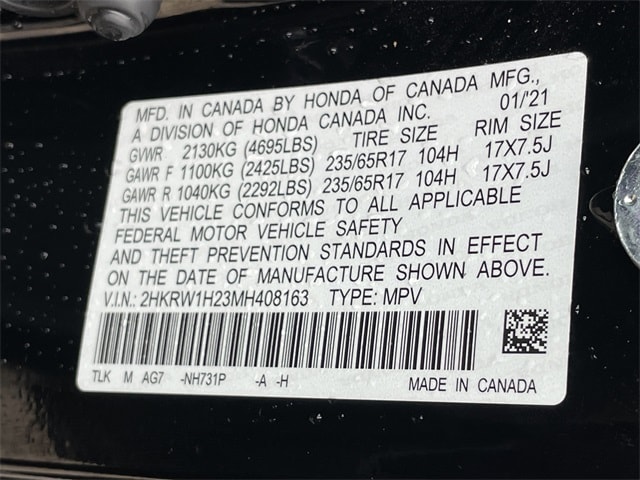 MFD. IN CANADA BY HONDA OF CANADA MFG.,
A DIVISION OF HONDA CANADA INC. 01/'21
GVWR 2130KG (4695LBS) TIRE SIZE RIM SIZE
GAWR F 1100KG (2425LBS) 235/65R17 104H 17X7.5J
GAWR R 1040KG (2292LBS) 235/65R17 104H 17X7.5J
THIS VEHICLE CONFORMS TO ALL APPLICABLE
FEDERAL MOTOR VEHICLE SAFETY
AND THEFT PREVENTION STANDARDS IN EFFECT
ON THE DATE OF MANUFACTURE SHOWN ABOVE.
V.I.N.: 2HKRW1H23MH408163 TYPE: MPV
TLK M AG7 -NH731P -A -H MADE IN CANADA